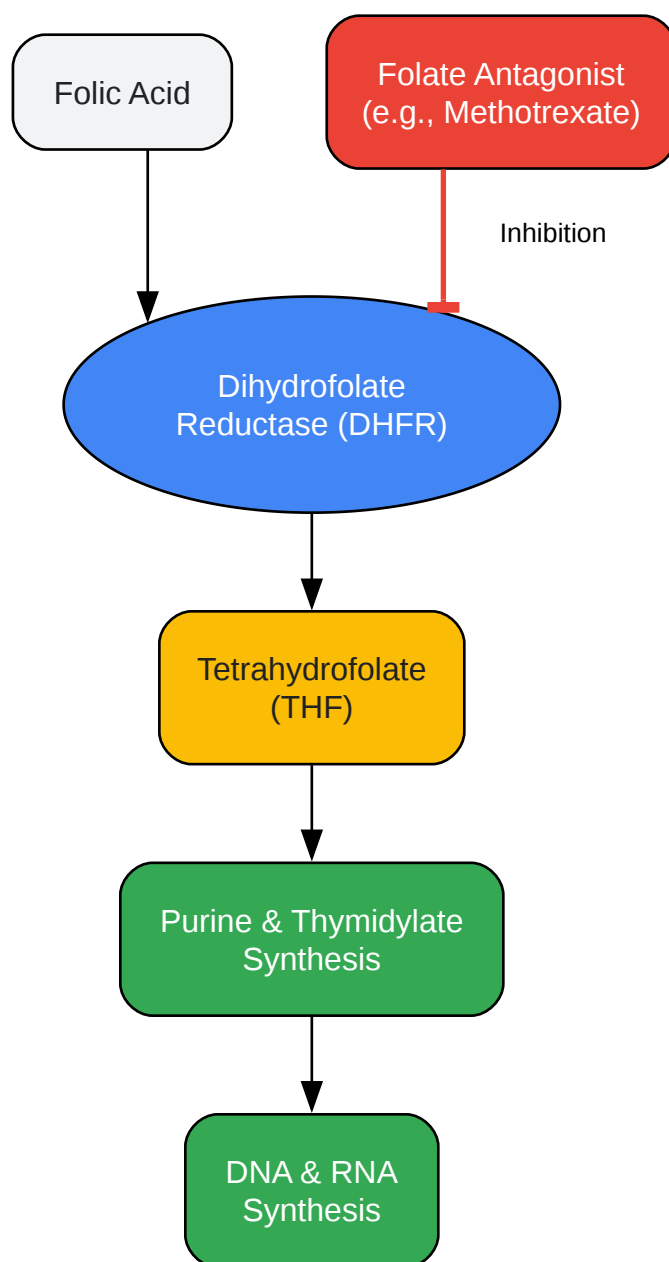 Folic Acid
Folate Antagonist
(e.g., Methotrexate)
Inhibition
Dihydrofolate
Reductase (DHFR)
Tetrahydrofolate
(THF)
Purine & Thymidylate
Synthesis
DNA & RNA
Synthesis